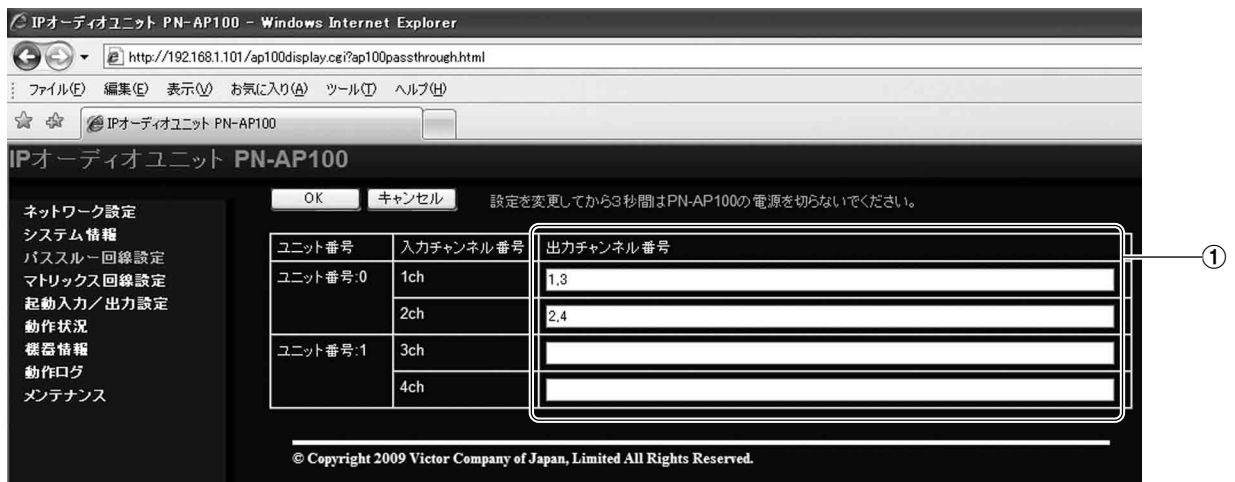 IPオーディオユニット PN-AP100 - Windows Internet Explorer
http://192.168.1.101/ap100display.cgi?ap100passthrough.html
ファイル(F) 編集(E) 表示(V) お気に入り(A) ツール(T) ヘルプ(H)
IPオーディオユニット PN-AP100
IPオーディオユニット PN-AP100
OK キャンセル 設定を変更してから3秒間はPN-AP100の電源を切らないでください。
ネットワーク設定
システム情報
パススルー回線設定
マトリックス回線設定
起動入力／出力設定
動作状況
機器情報
動作ログ
メンテナンス
ユニット番号 入力チャンネル番号 出力チャンネル番号
ユニット番号:0 1ch 1,3
2ch 2,4
ユニット番号:1 3ch
4ch
①
© Copyright 2009 Victor Company of Japan, Limited All Rights Reserved.